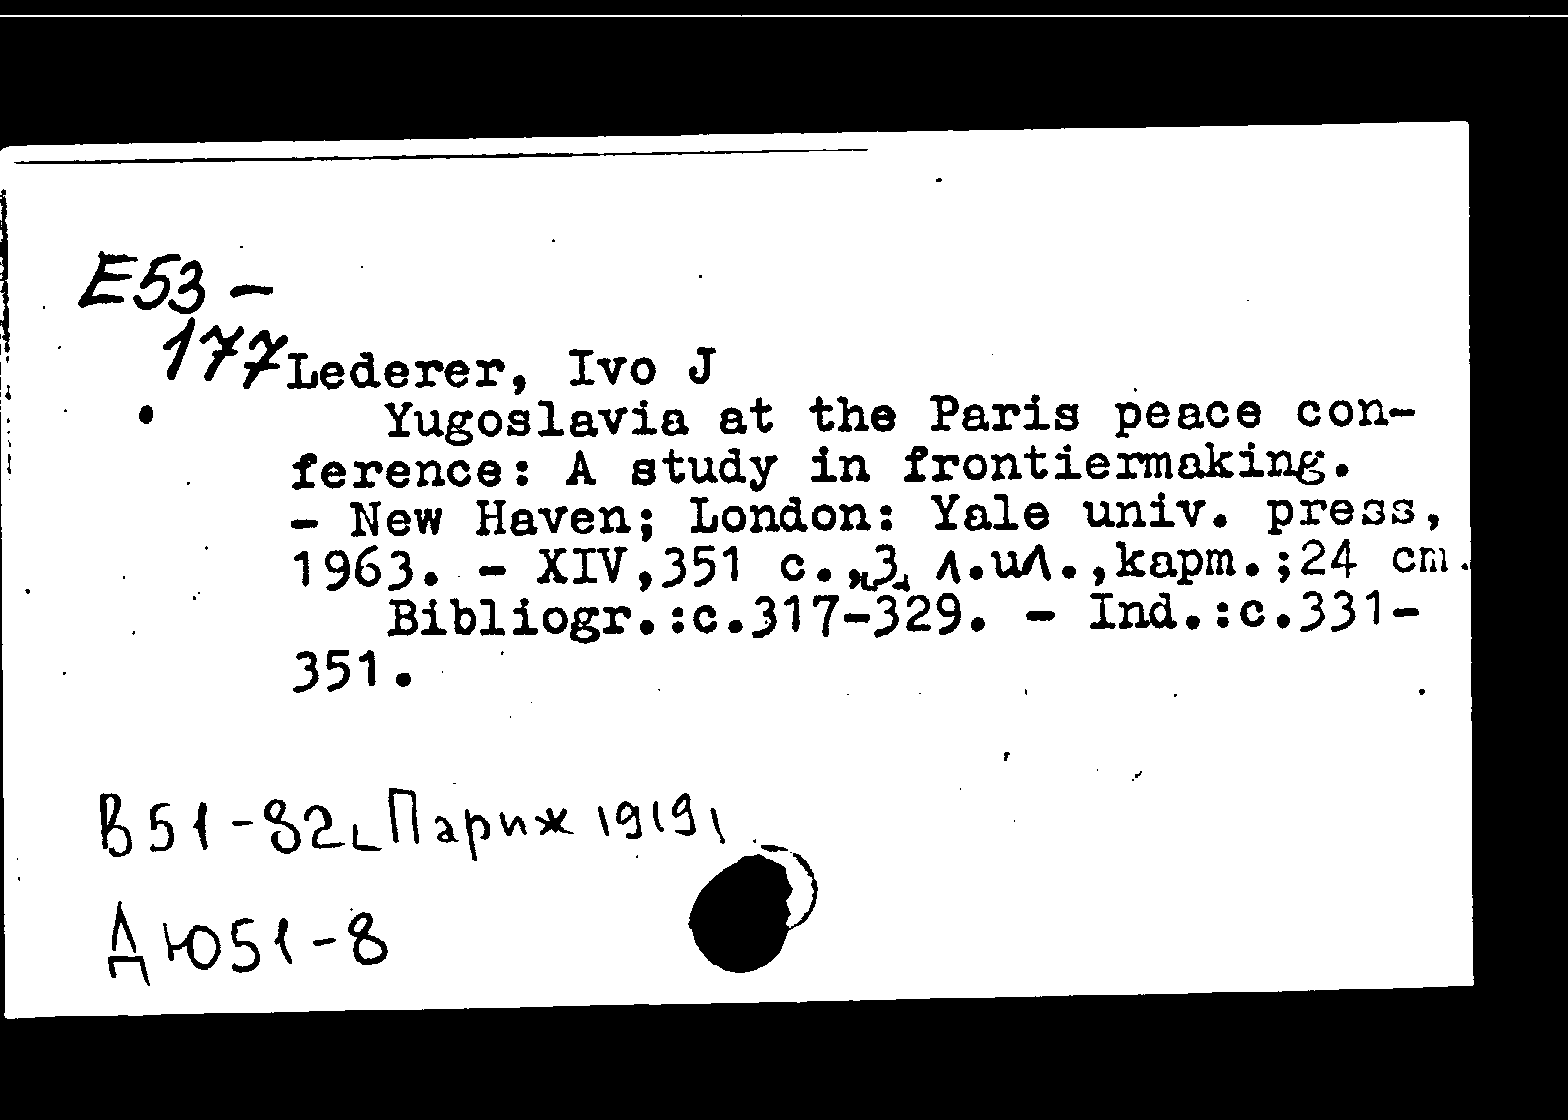 E53-
177
Lederer, Ivo J
Yugoslavia at the Paris peace con-
ference: A study in frontiermaking.
- New Haven; London: Yale univ. press,
1963. - XIV,351 c., 3 л.ил.,карт.;24 cm.
Bibliogr.:c.317-329. - Ind.:c.331-
351.
В51-82 Париж 1919
ДЮ51-8